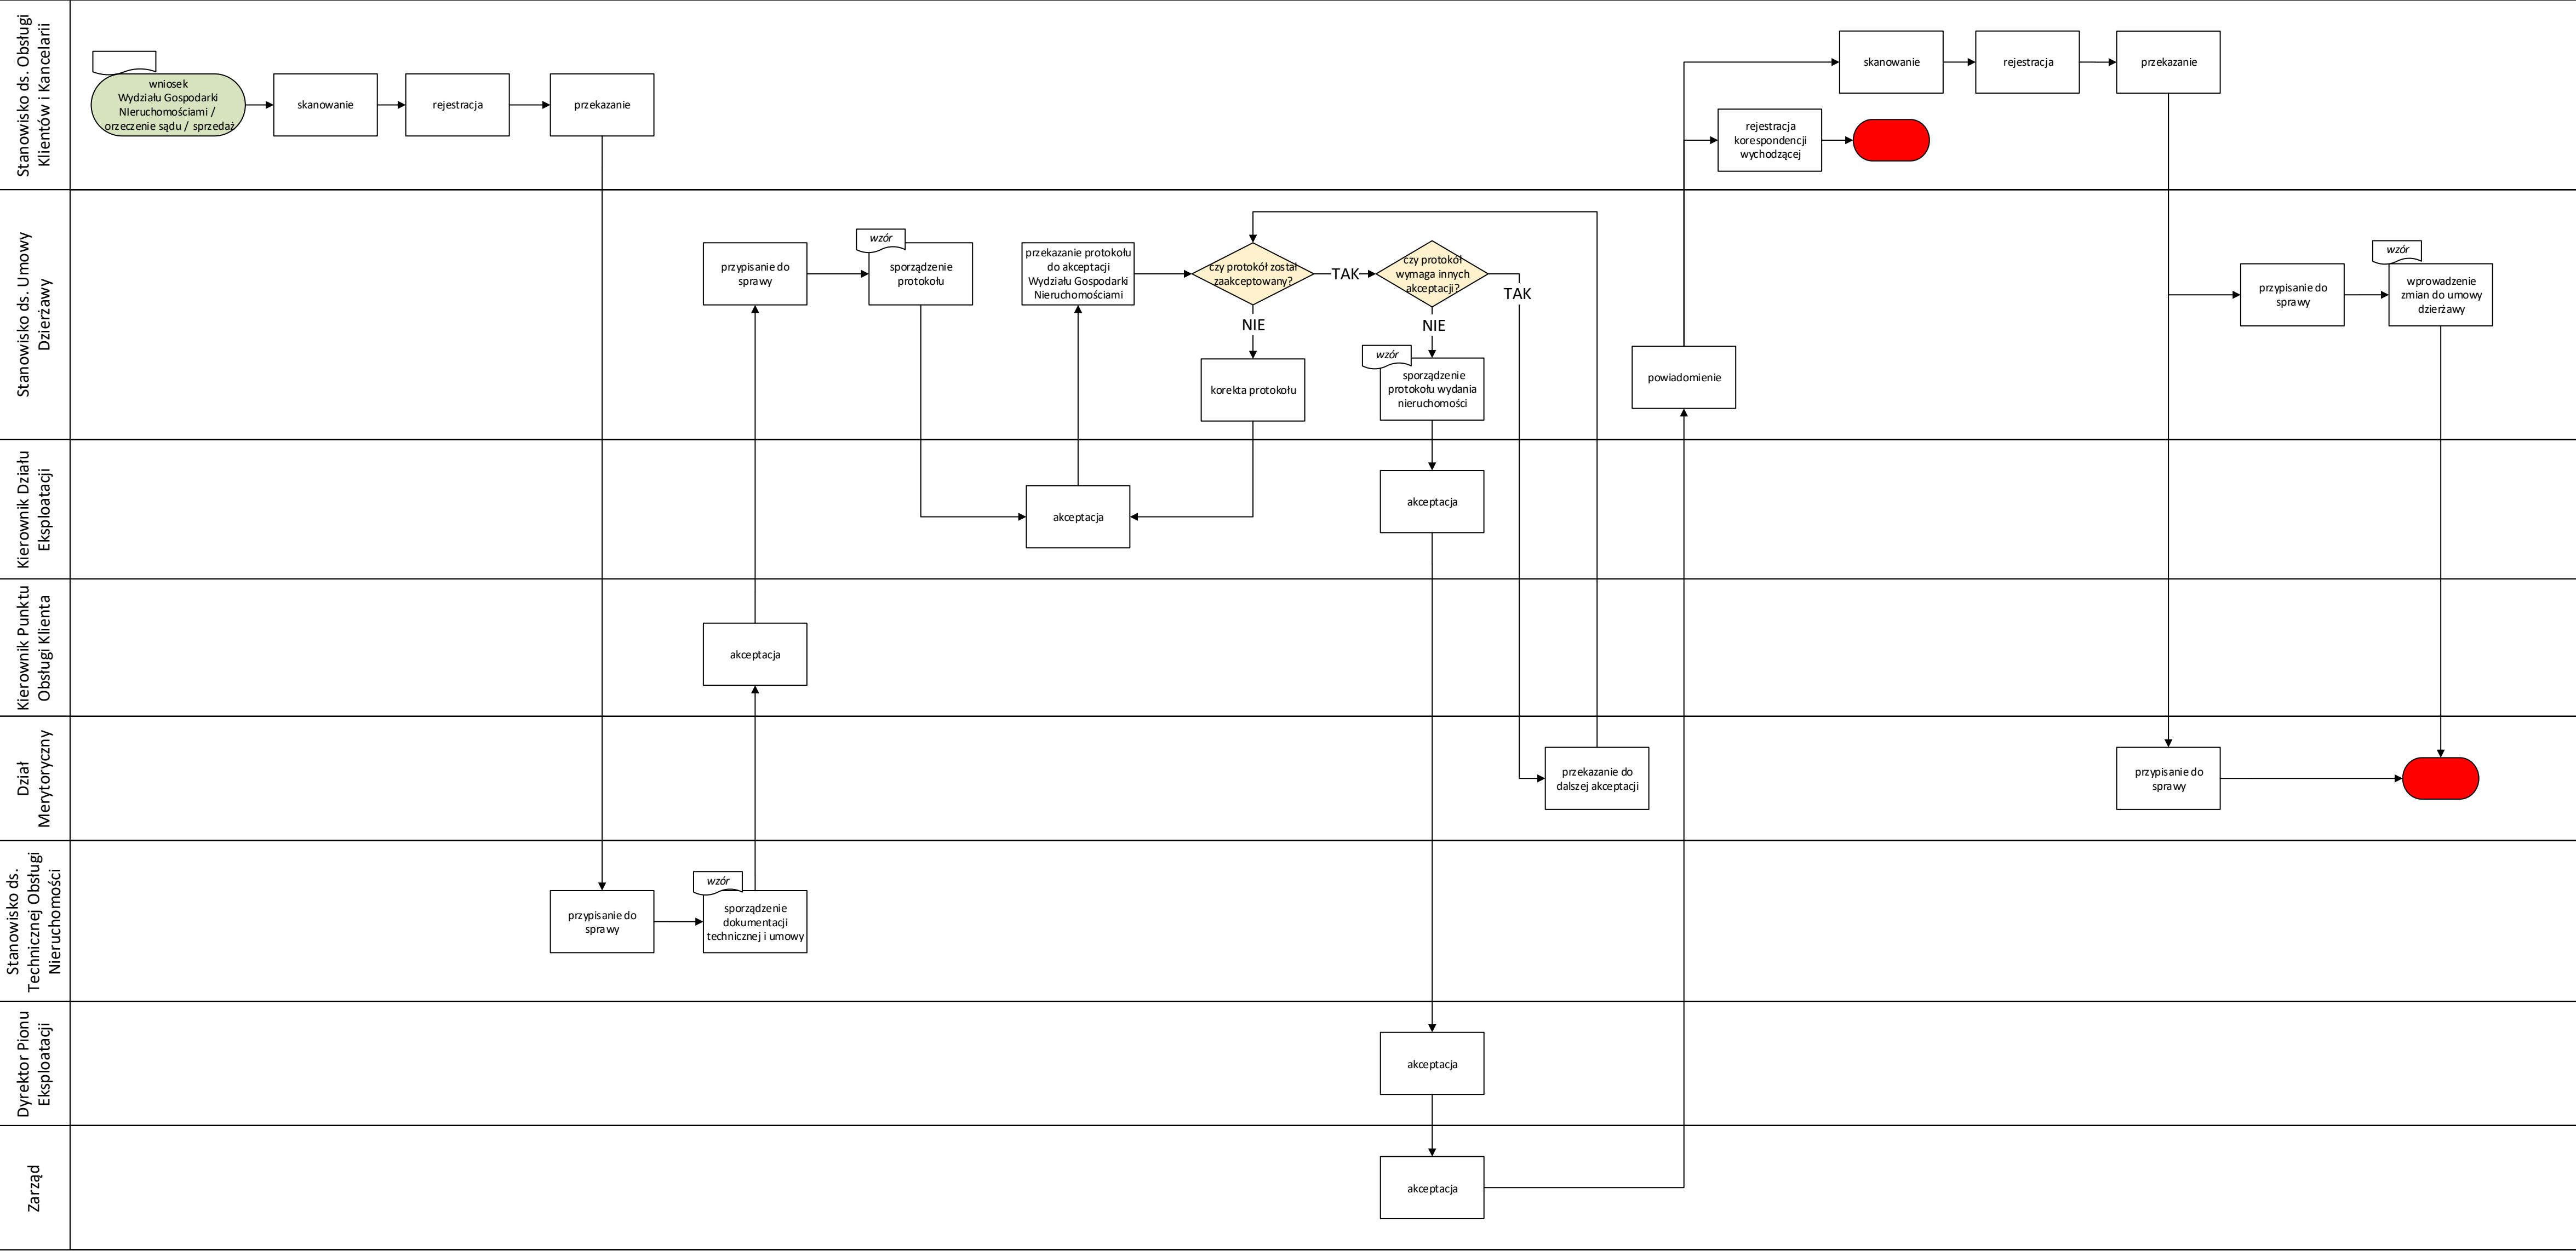 Stanowisko ds. Obsługi
Klientów i Kancelarii
wniosek
Wydziału Gospodarki
NIeruchomościami /
orzeczenie sądu / sprzedaż
skanowanie
rejestracja
przekazanie
skanowanie
rejestracja
przekazanie
rejestracja
korespondencji
wychodzącej
Stanowisko ds. Umowy
Dzierżawy
przypisanie do
sprawy
wzór
sporządzenie
protokołu
przekazanie protokołu
do akceptacji
Wydziału Gospodarki
Nieruchomościami
czy protokół został
zaakceptowany?
TAK
czy protokół
wymaga innych
akceptacji?
TAK
NIE
NIE
korekta protokołu
wzór
sporządzenie
protokołu wydania
nieruchomości
powiadomienie
przypisanie do
sprawy
wzór
wprowadzenie
zmian do umowy
dzierżawy
Kierownik Działu
Eksploatacji
akceptacja
akceptacja
Kierownik Punktu
Obsługi Klienta
akceptacja
Dział
Merytoryczny
przekazanie do
dalszej akceptacji
przypisanie do
sprawy
Stanowisko ds.
Technicznej Obsługi
Nieruchomości
przypisanie do
sprawy
wzór
sporządzenie
dokumentacji
technicznej i umowy
Dyrektor Pionu
Eksploatacji
akceptacja
Zarząd
akceptacja